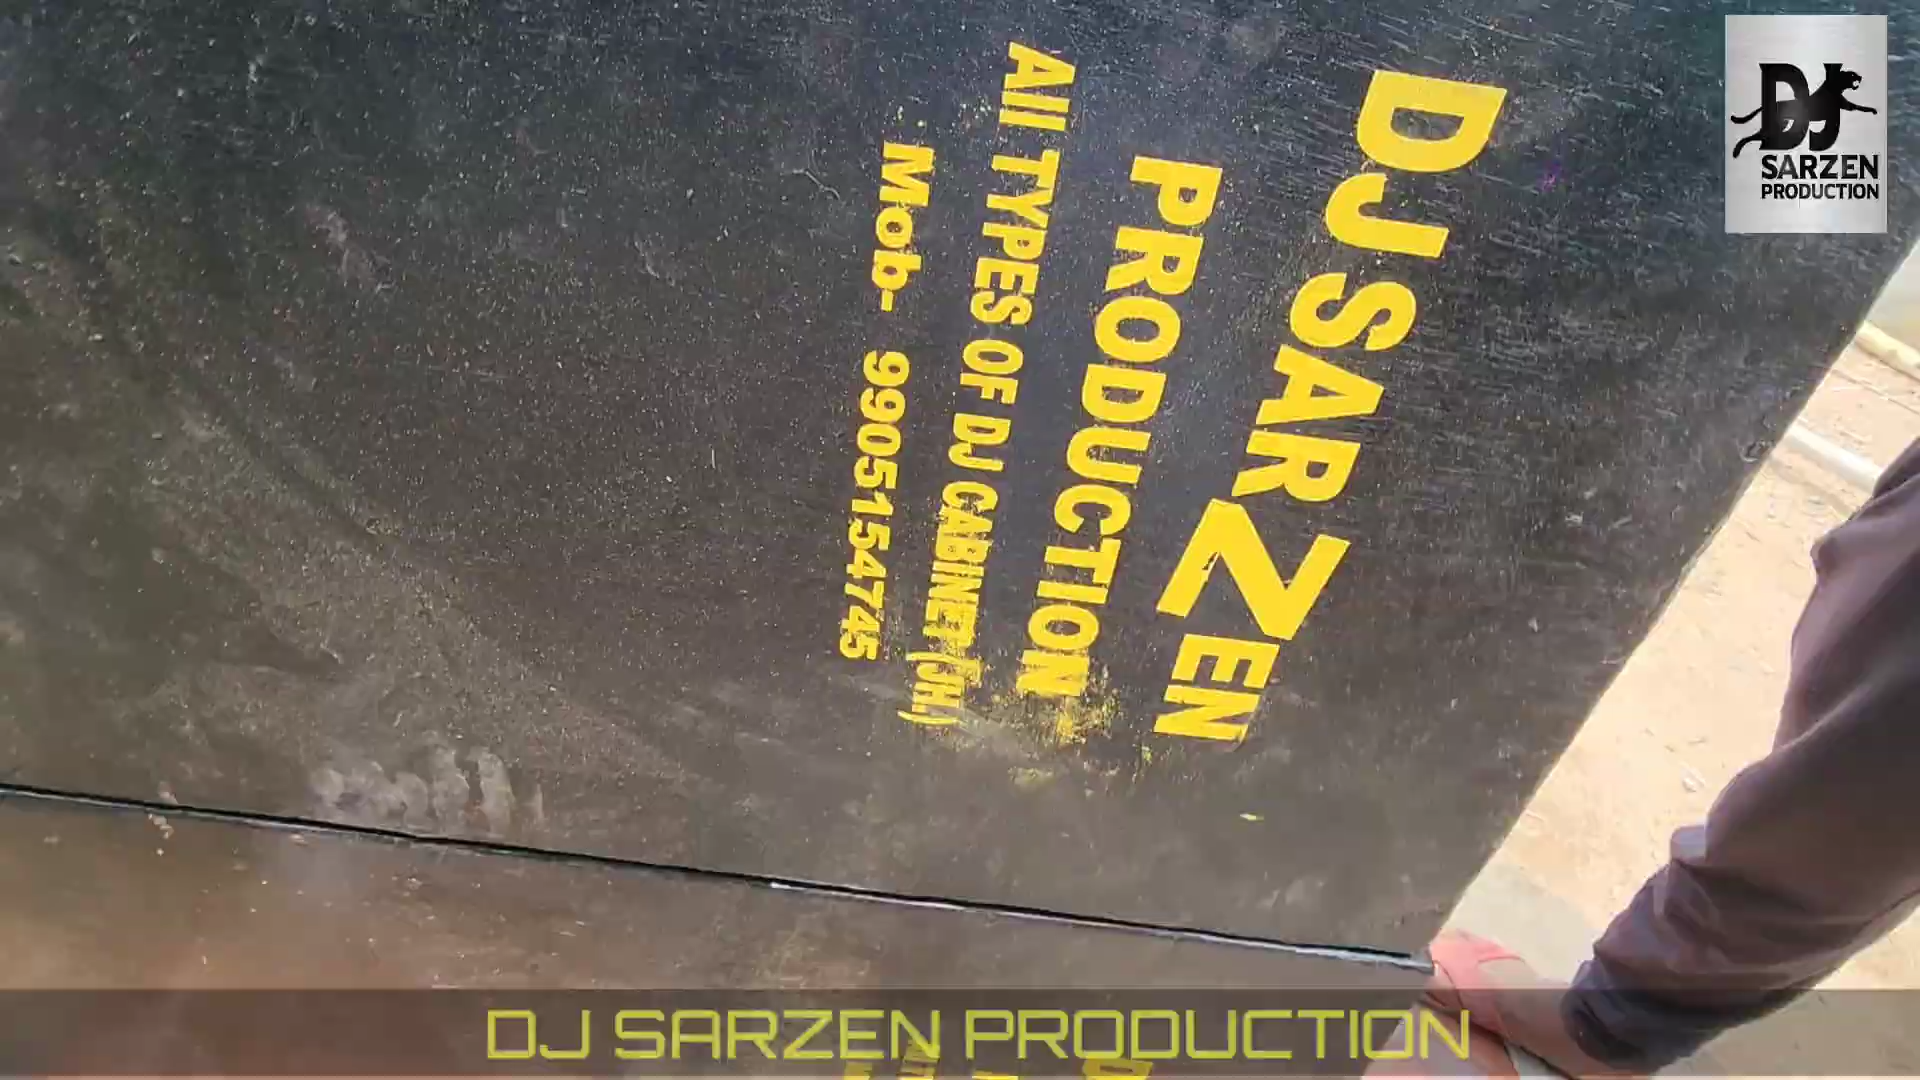 DJ SARZEN
PRODUCTION
All TYPES OF DJ CABINET (JH.)
Mob- 9905154745
DJ
SARZEN
PRODUCTION
DJ SARZEN PRODUCTION